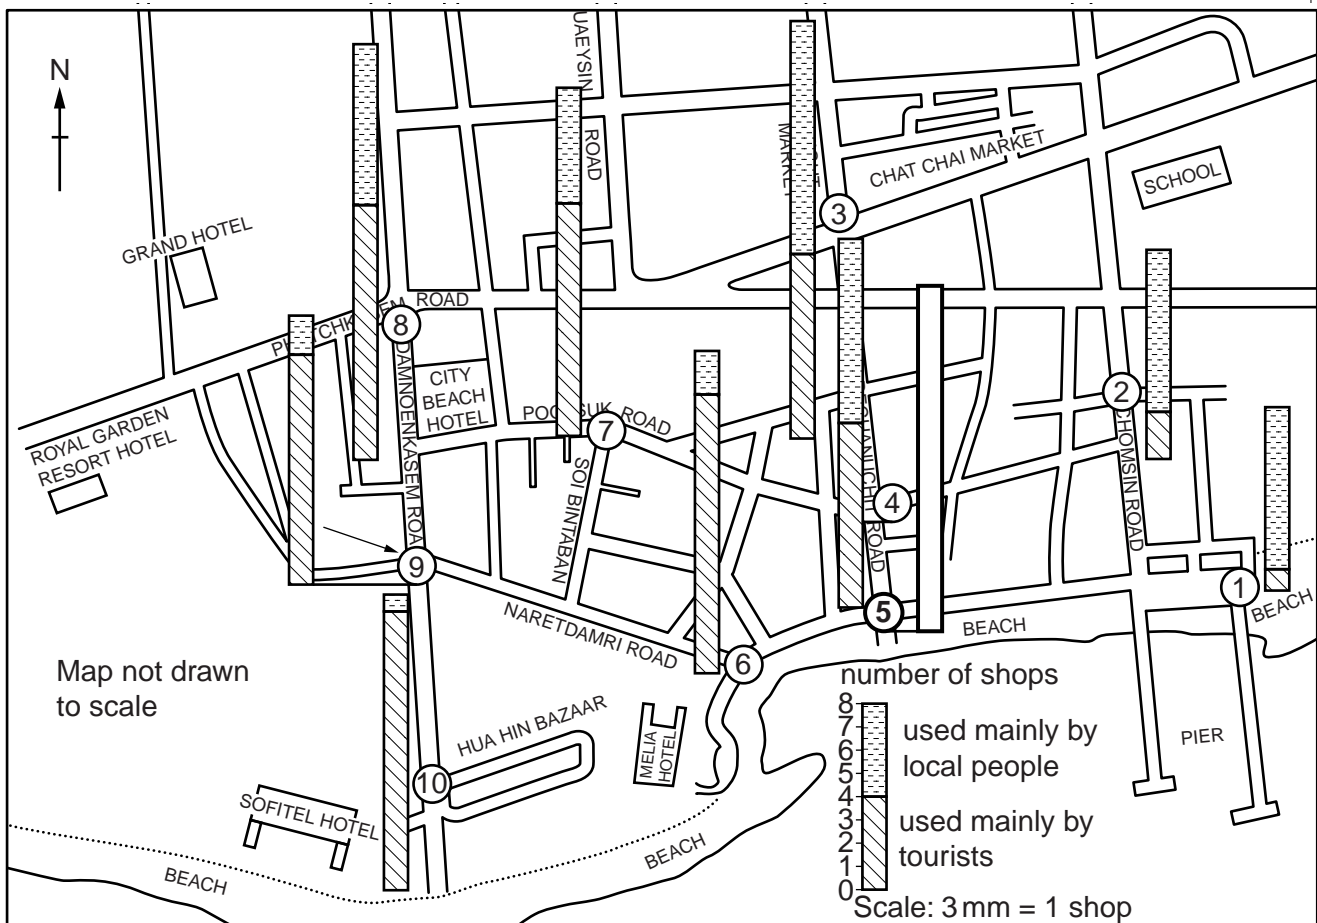 N
UAEYSIN
ROAD
MARKET
CHAT CHAI MARKET
SCHOOL
3
GRAND HOTEL
ROAD
8
CITY
BEACH
HOTEL
ROAD
2
ROYAL GARDEN
RESORT HOTEL
7
DAMNOENKASEM ROA
SOI BINTABAN
4
ROAD
CHOMSIN ROAD
9
1
5
BEACH
BEACH
NARETDAMRI ROAD
6
Map not drawn
to scale
number of shops
8
7
6
5
4
3
2
1
0
used mainly by
local people
used mainly by
tourists
Scale: 3 mm = 1 shop
PIER
HUA HIN BAZAAR
MELIA
HOTEL
10
SOFITEL HOTEL
BEACH
BEACH